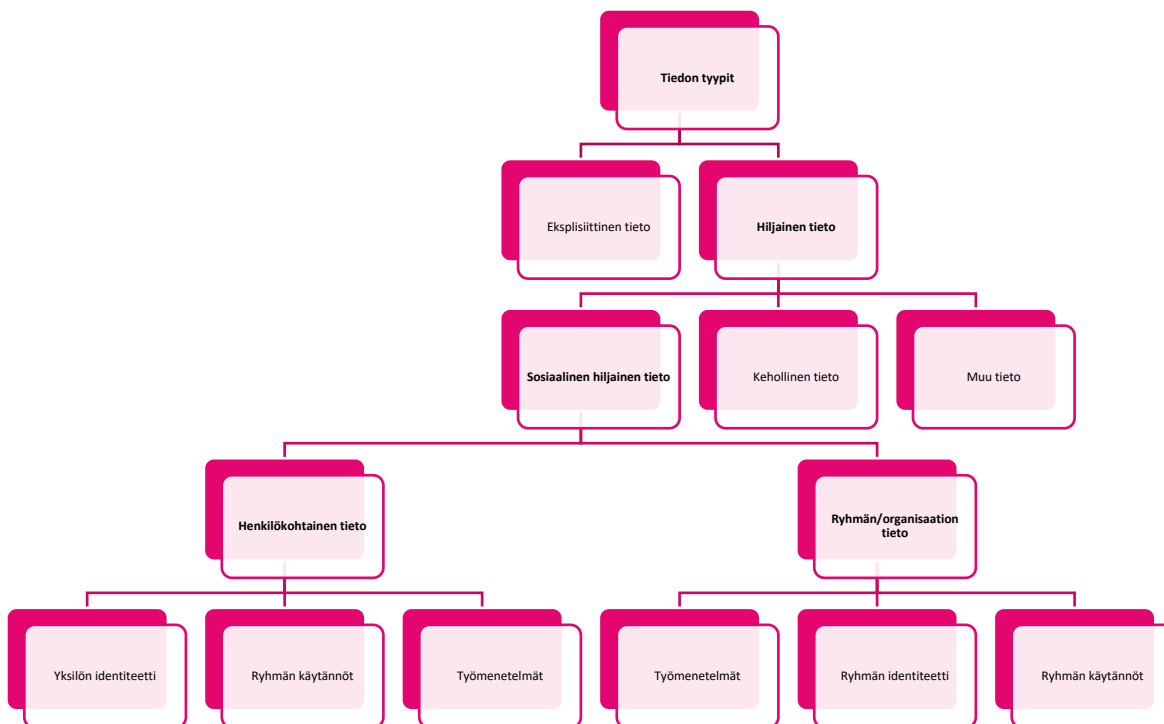 Tiedon tyypit
Eksplisiittinen tieto
Hiljainen tieto
Sosiaalinen hiljainen tieto
Kehollinen tieto
Muu tieto
Henkilökohtainen tieto
Ryhmän/organisaation
tieto
Yksilön identiteetti
Ryhmän käytännöt
Työmenetelmät
Työmenetelmät
Ryhmän identiteetti
Ryhmän käytännöt